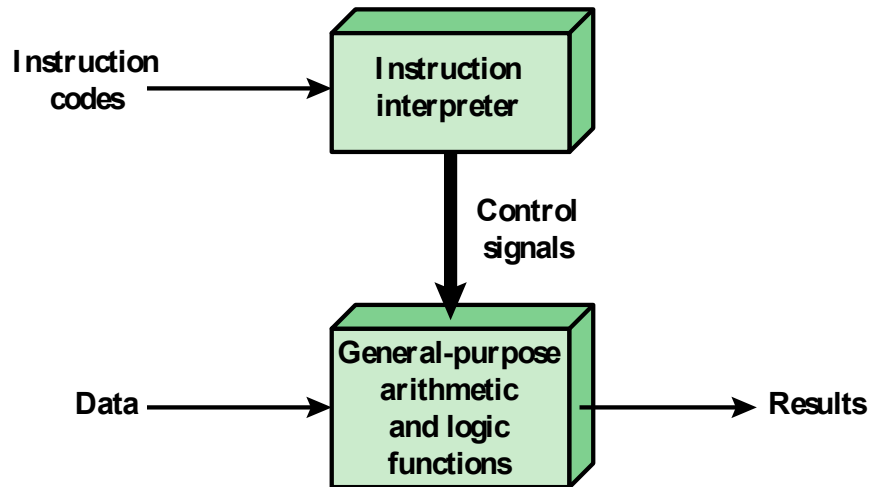 Instruction
codes
Instruction
interpreter
Control
signals
Data
General-purpose
arithmetic
and logic
functions
Results